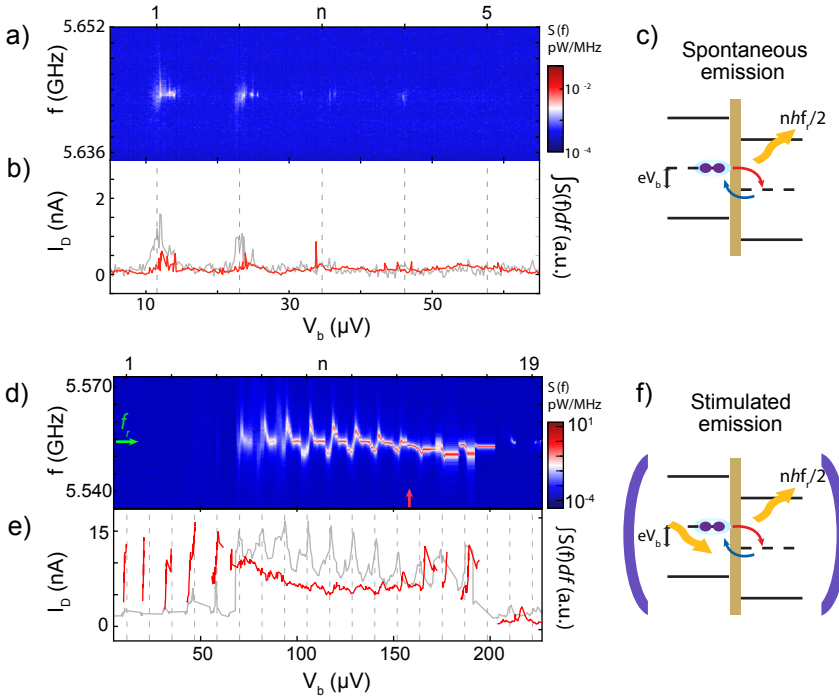 1 n 5
a)
5.652
f (GHz)
5.636
S(f)
pW/MHz
10⁻²
10⁻⁴
b)
I_D (nA)
2
0
∫S(f)df (a.u.)
10 30 50
V_b (µV)
c)
Spontaneous
emission
nhf_r/2
eV_b
1 n 19
d)
5.570
f (GHz)
5.540
f_r
S(f)
pW/MHz
10¹
10⁻⁴
e)
I_D (nA)
15
0
∫S(f)df (a.u.)
50 100 150 200
V_b (µV)
f)
Stimulated
emission
nhf_r/2
eV_b